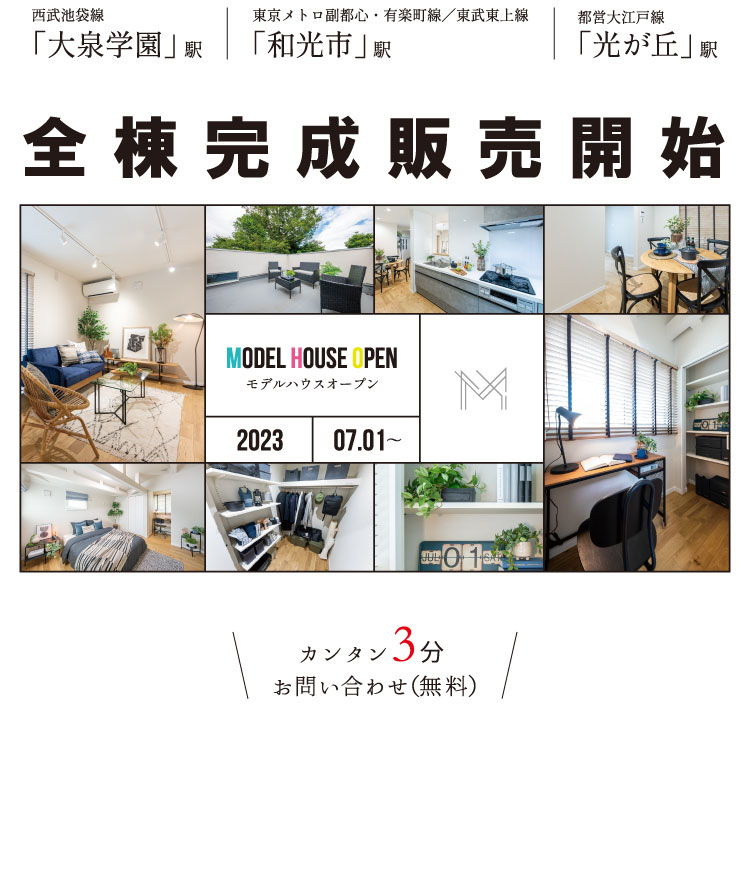 西武池袋線
「大泉学園」駅
東京メトロ副都心・有楽町線／東武東上線
「和光市」駅
都営大江戸線
「光が丘」駅
全棟完成販売開始
MODEL HOUSE OPEN
モデルハウスオープン
2023
07.01～
M
JUL 01 SAT
カンタン3分
お問い合わせ(無料)